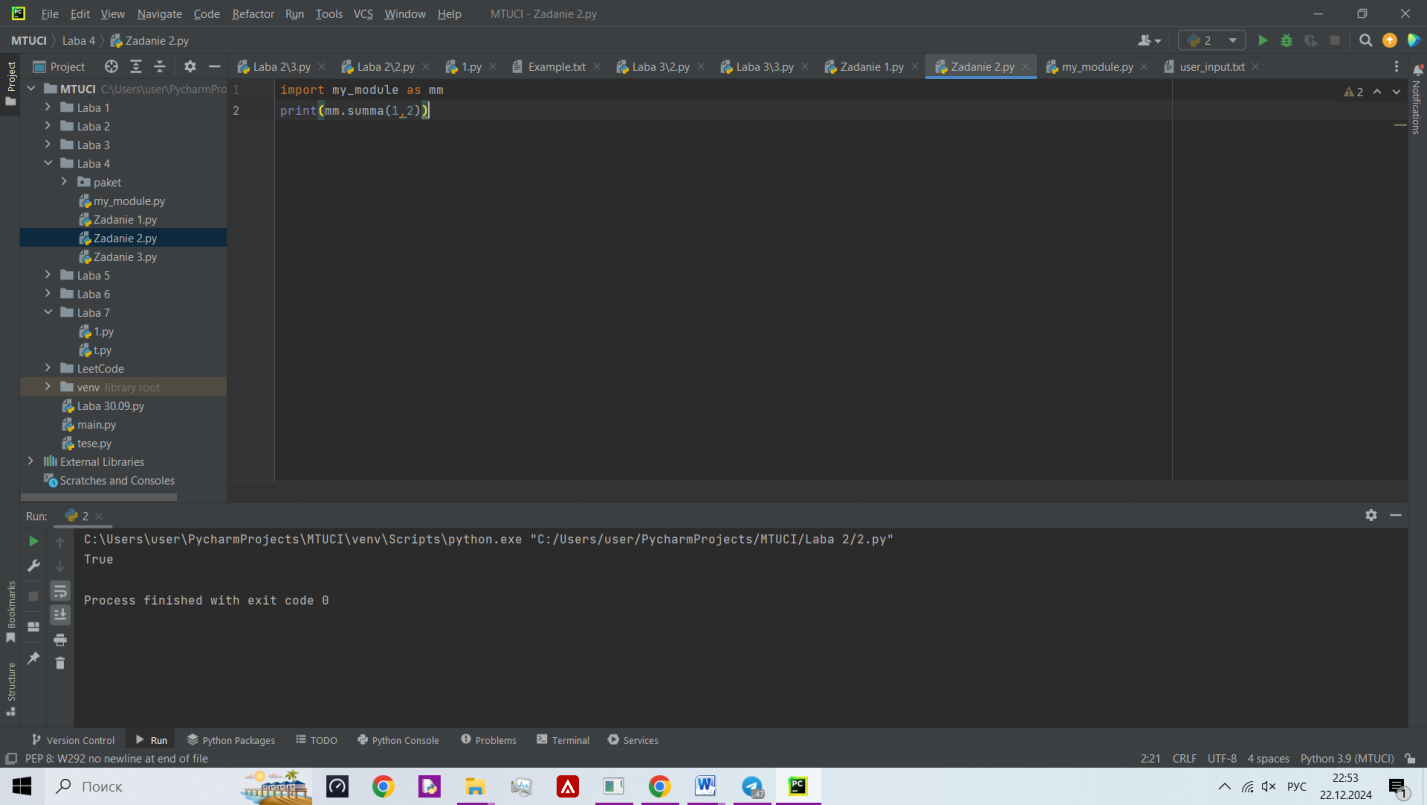 File Edit View Navigate Code Refactor Run Tools VCS Window Help MTUCI - Zadanie 2.py
MTUCI Laba 4 Zadanie 2.py 2
Project Project Laba 2\3.py Laba 2\2.py 1.py Example.txt Laba 3\2.py Laba 3\3.py Zadanie 1.py Zadanie 2.py my_module.py user_input.txt
MTUCI C:\Users\user\PycharmPro
Laba 1
Laba 2
Laba 3
Laba 4
paket
my_module.py
Zadanie 1.py
Zadanie 2.py
Zadanie 3.py
Laba 5
Laba 6
Laba 7
1.py
t.py
LeetCode
venv library root
Laba 30.09.py
main.py
tese.py
External Libraries
Scratches and Consoles
1 import my_module as mm
2 print(mm.summa(1,2))
2
Notifications
Run: 2
C:\Users\user\PycharmProjects\MTUCI\venv\Scripts\python.exe "C:/Users/user/PycharmProjects/MTUCI/Laba 2/2.py"
True
Process finished with exit code 0
Bookmarks
Structure
Version Control Run Python Packages TODO Python Console Problems Terminal Services
PEP 8: W292 no newline at end of file 2:21 CRLF UTF-8 4 spaces Python 3.9 (MTUCI)
Поиск 47 PC РУС 22:53
22.12.2024 1